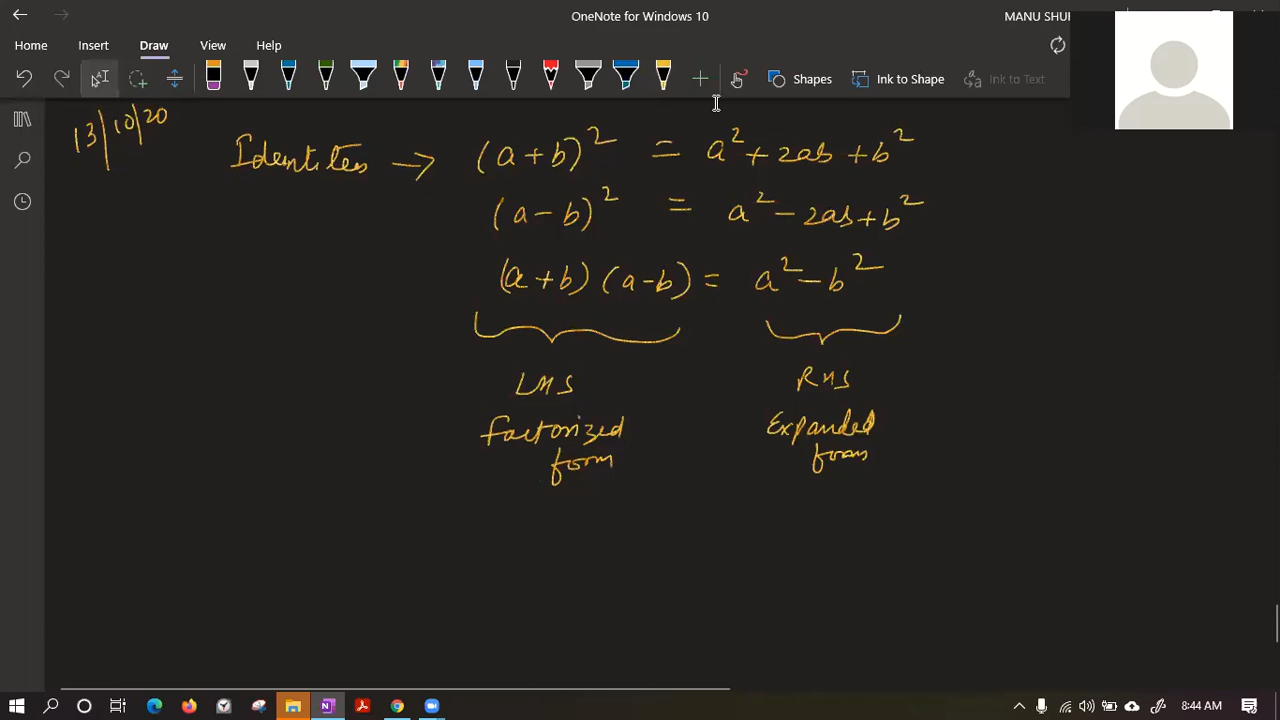 OneNote for Windows 10
MANU SHU
Home Insert Draw View Help
Shapes Ink to Shape Ink to Text
13/10/20
Identites → (a+b)² = a²+2ab+b²
(a-b)² = a²-2ab+b²
(a+b)(a-b) = a²-b²
LHS RHS
factorized Expanded
form form
8:44 AM